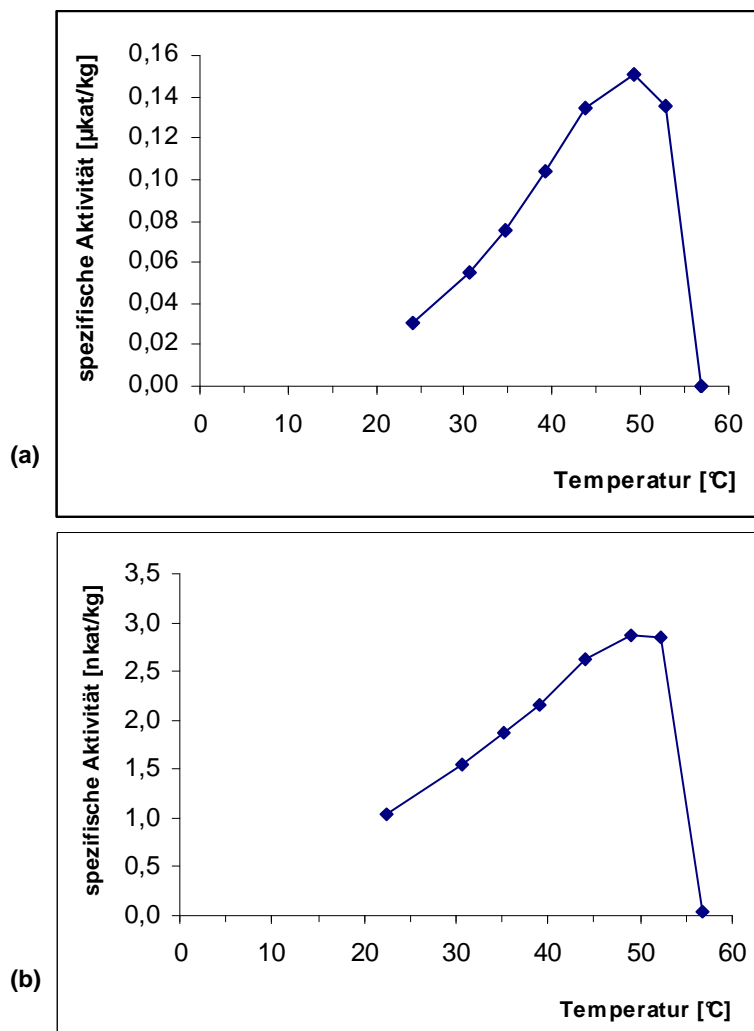 0,16
0,14
0,12
0,10
0,08
0,06
0,04
0,02
0,00
spezifische Aktivität [µkat/kg]
0 10 20 30 40 50 60
(a)
Temperatur [°C]
3,5
3,0
2,5
2,0
1,5
1,0
0,5
0,0
spezifische Aktivität [nkat/kg]
0 10 20 30 40 50 60
(b)
Temperatur [°C]